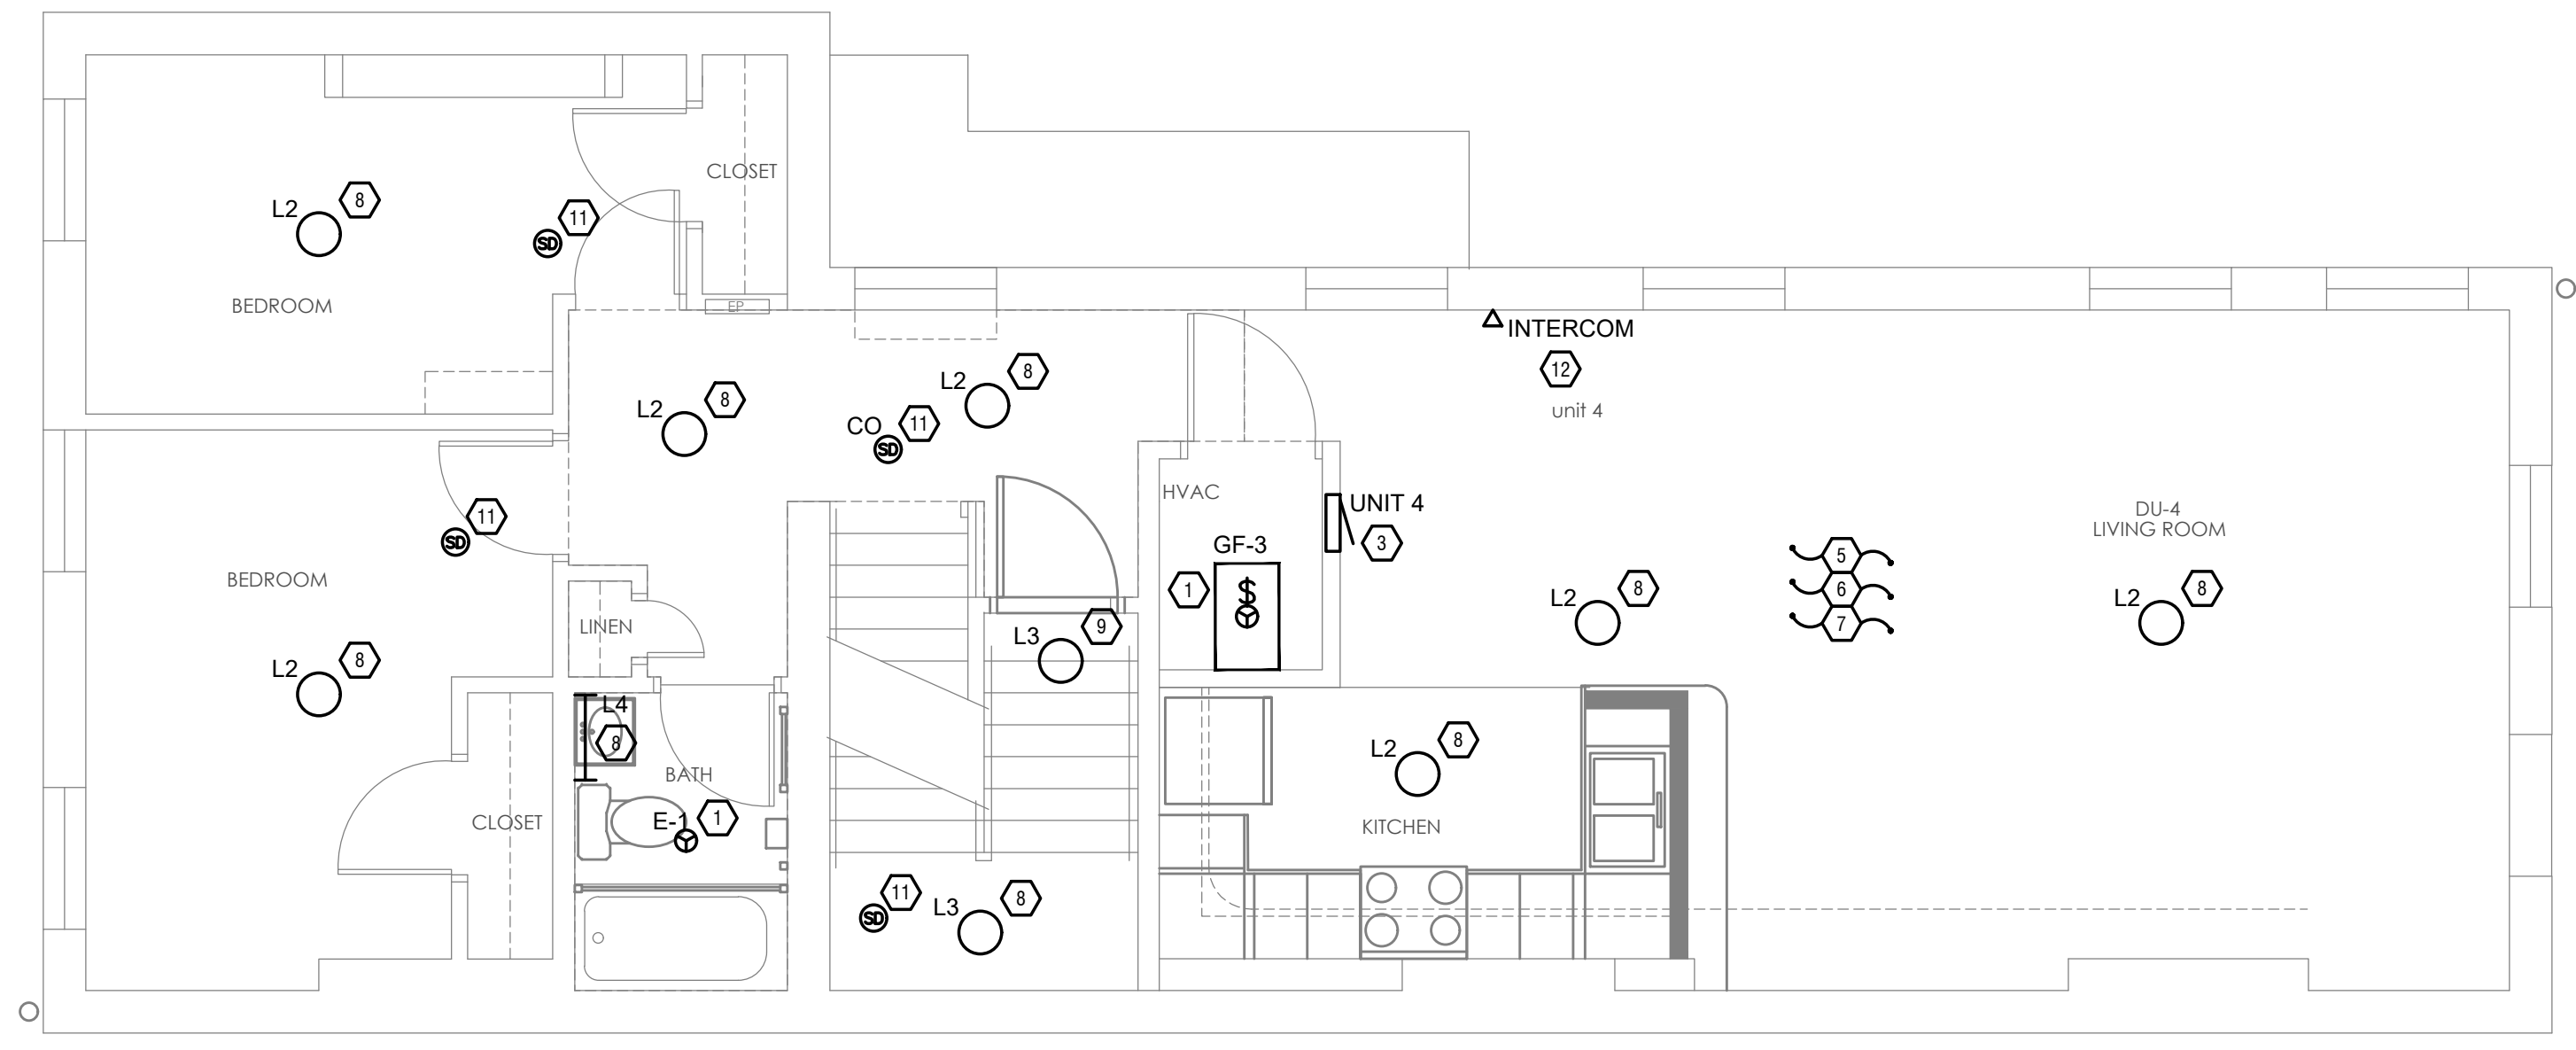 CLOSET
L2 8
11
SD
BEDROOM
EP
INTERCOM
12
unit 4
L2 8
L2 8
CO 11
SD
HVAC
UNIT 4
3
GF-3
1
$
11
SD
BEDROOM
DU-4
LIVING ROOM
5
6
7
L2 8
L2 8
LINEN
L3 9
L2 8
L4
8
BATH
L2 8
KITCHEN
CLOSET
E-1 1
11
SD
L3 8